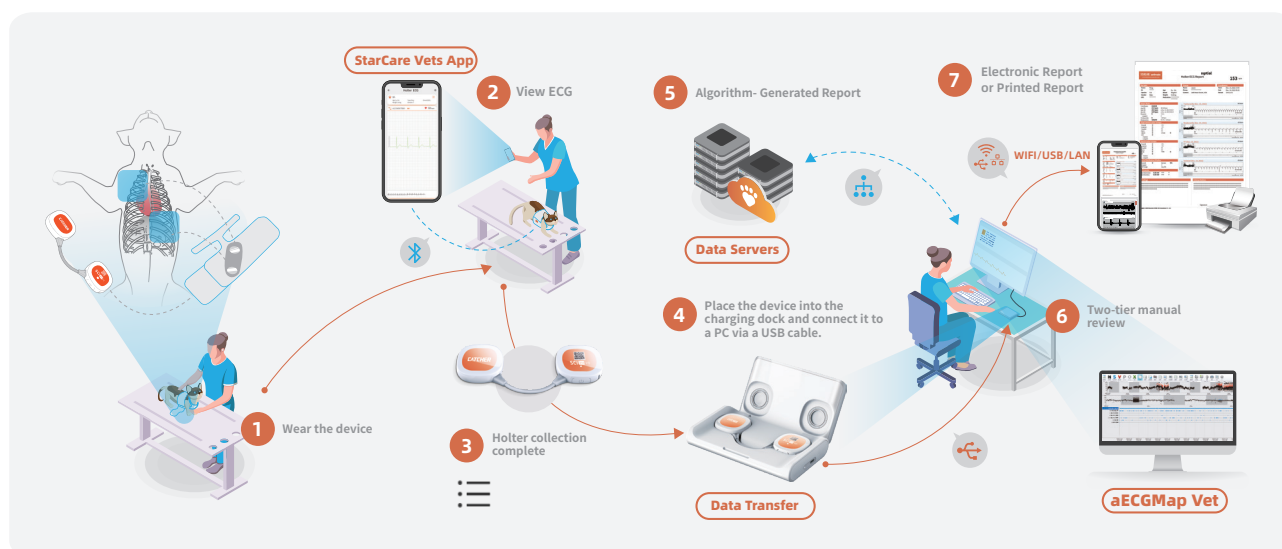 StarCare Vets App
2
View ECG
5
Algorithm- Generated Report
7
Electronic Report
or Printed Report
WIFI/USB/LAN
Data Servers
4
Place the device into the
charging dock and connect it to
a PC via a USB cable.
6
Two-tier manual
review
CATCHER
1
Wear the device
3
Holter collection
complete
Data Transfer
aECGMap Vet